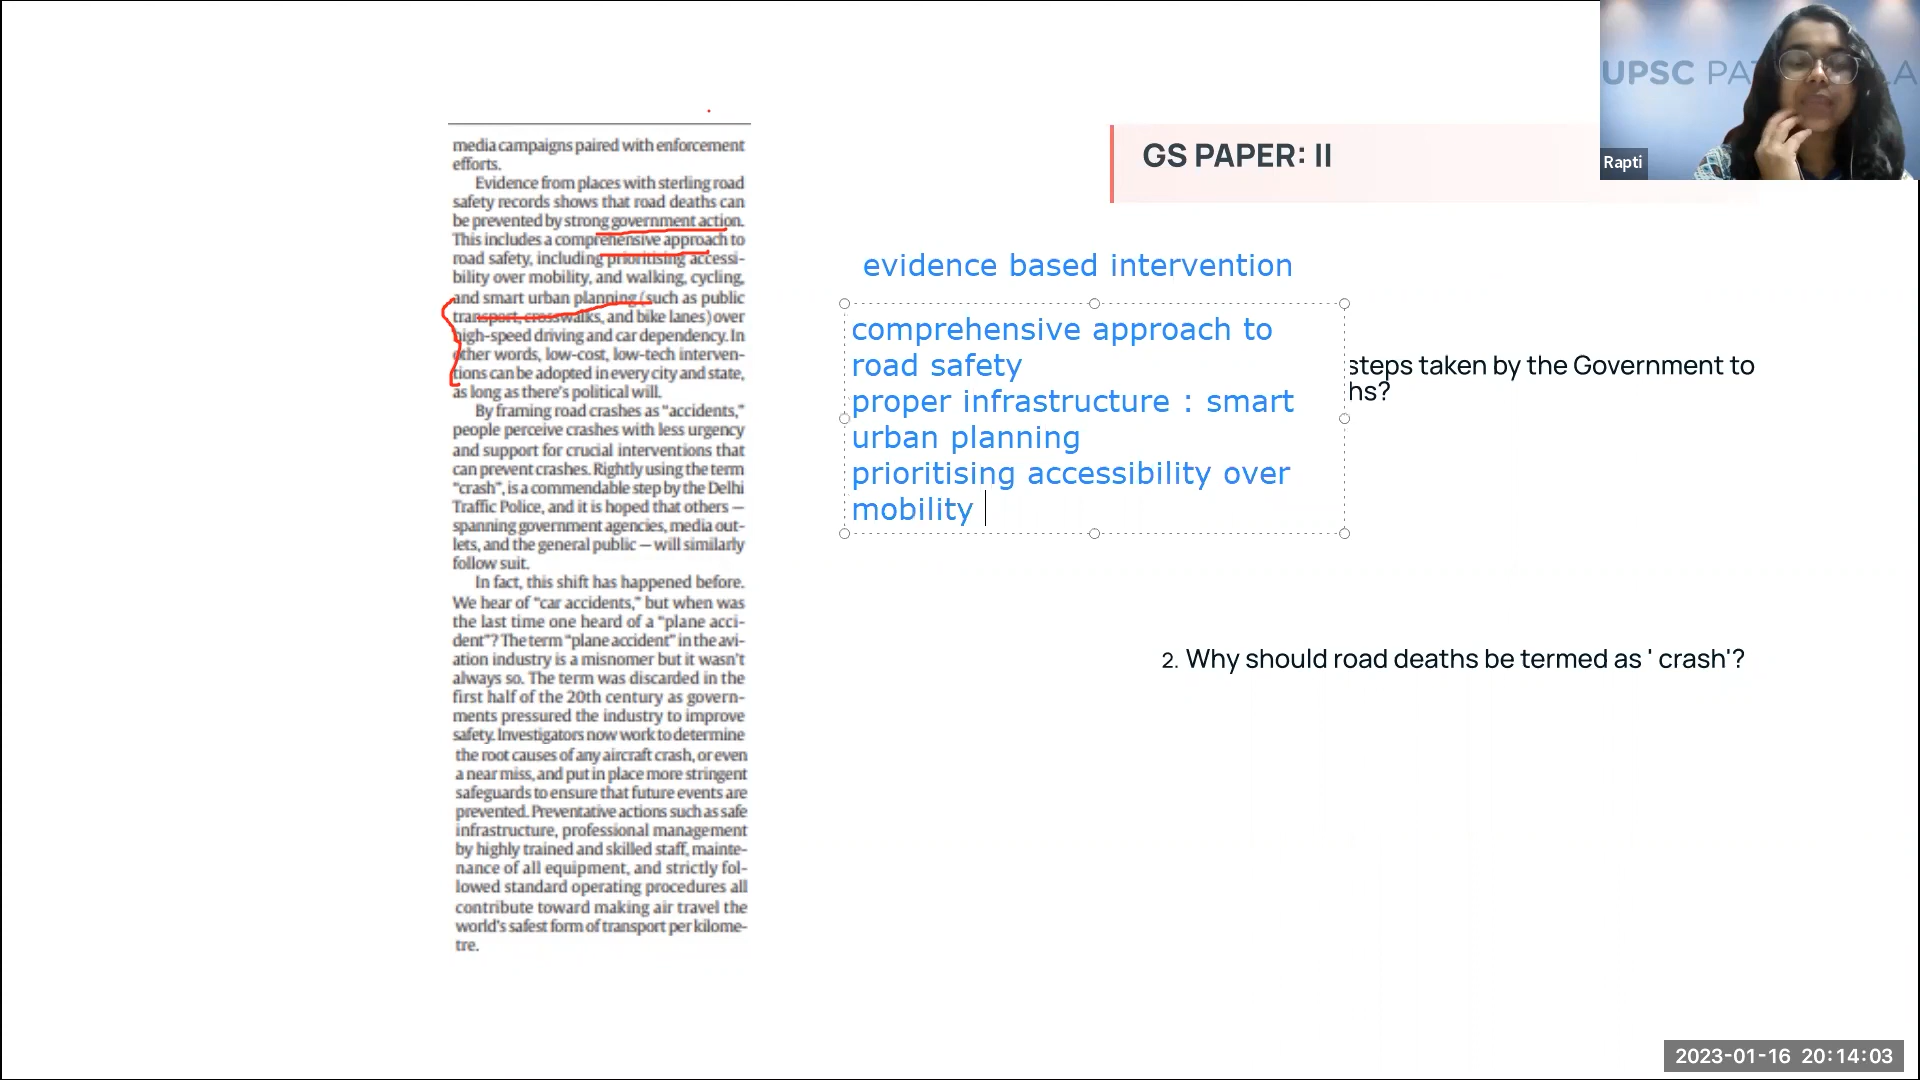 media campaigns paired with enforcement
efforts.
Evidence from places with sterling road
safety records shows that road deaths can
be prevented by strong government action.
This includes a comprehensive approach to
road safety, including prioritising accessi-
bility over mobility, and walking, cycling,
and smart urban planning (such as public
transport, crosswalks, and bike lanes) over
high-speed driving and car dependency. In
other words, low-cost, low-tech interven-
tions can be adopted in every city and state,
as long as there's political will.
By framing road crashes as “accidents,”
people perceive crashes with less urgency
and support for crucial interventions that
can prevent crashes. Rightly using the term
“crash”, is a commendable step by the Delhi
Traffic Police, and it is hoped that others —
spanning government agencies, media out-
lets, and the general public — will similarly
follow suit.
In fact, this shift has happened before.
We hear of “car accidents,” but when was
the last time one heard of a “plane acci-
dent”? The term “plane accident” in the avi-
ation industry is a misnomer but it wasn't
always so. The term was discarded in the
first half of the 20th century as govern-
ments pressured the industry to improve
safety. Investigators now work to determine
the root causes of any aircraft crash, or even
a near miss, and put in place more stringent
safeguards to ensure that future events are
prevented. Preventative actions such as safe
infrastructure, professional management
by highly trained and skilled staff, mainte-
nance of all equipment, and strictly fol-
lowed standard operating procedures all
contribute toward making air travel the
world's safest form of transport per kilome-
tre.
GS PAPER: II
evidence based intervention
comprehensive approach to
road safety
proper infrastructure : smart
urban planning
prioritising accessibility over
mobility
steps taken by the Government to
hs?
2. Why should road deaths be termed as ' crash'?
UPSC PA LA
Rapti
2023-01-16 20:14:03